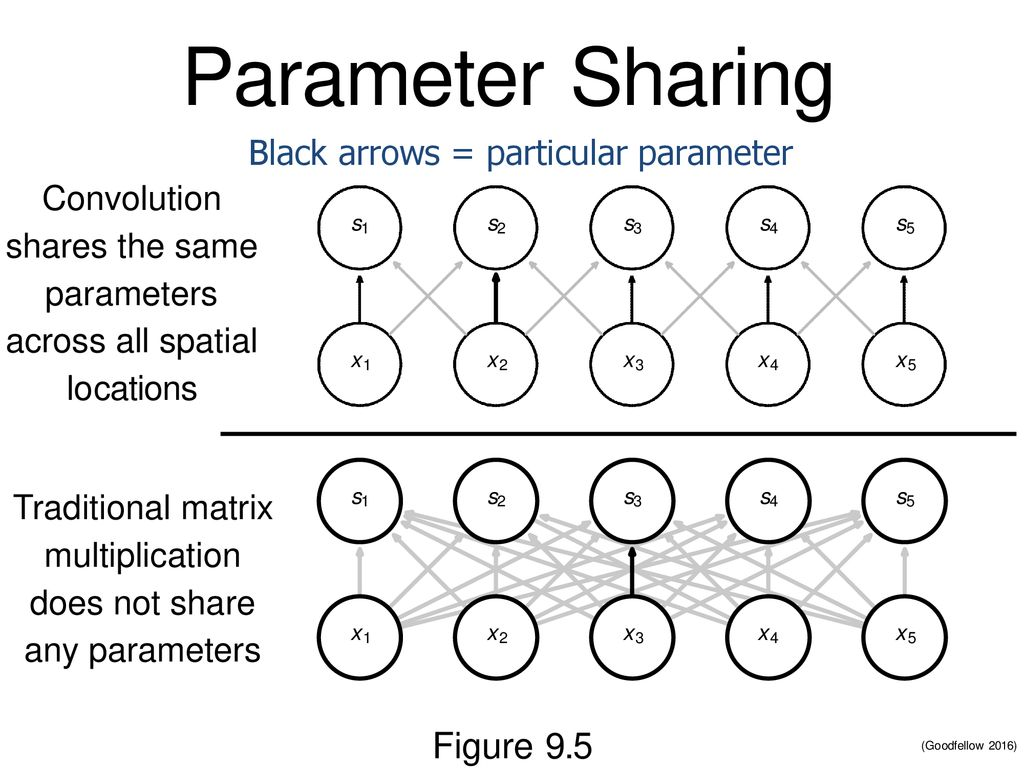 Parameter Sharing
Black arrows = particular parameter
Convolution
shares the same
parameters
across all spatial
locations
s1 s2 s3 s4 s5
x1 x2 x3 x4 x5
Traditional matrix
multiplication
does not share
any parameters
s1 s2 s3 s4 s5
x1 x2 x3 x4 x5
Figure 9.5
(Goodfellow 2016)